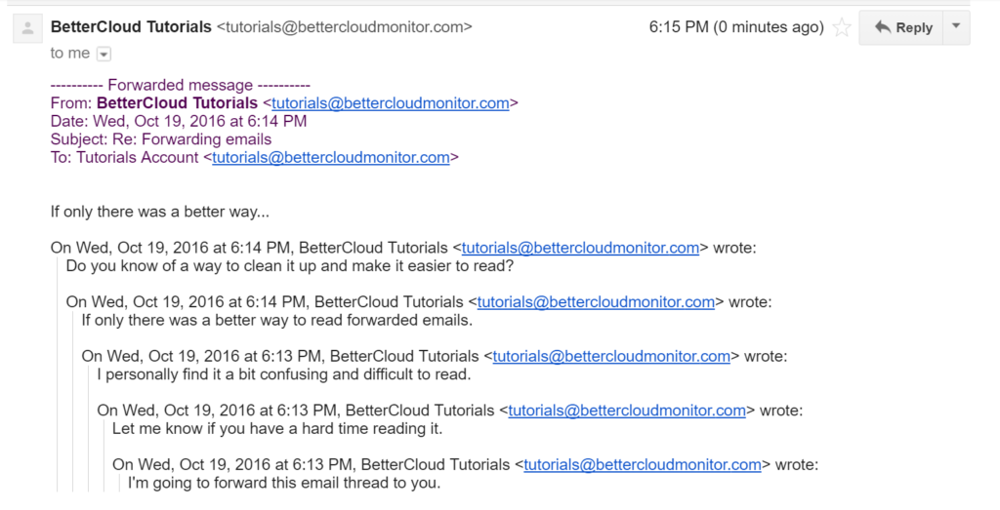 BetterCloud Tutorials <tutorials@bettercloudmonitor.com> 6:15 PM (0 minutes ago) Reply
to me
---------- Forwarded message ----------
From: BetterCloud Tutorials <tutorials@bettercloudmonitor.com>
Date: Wed, Oct 19, 2016 at 6:14 PM
Subject: Re: Forwarding emails
To: Tutorials Account <tutorials@bettercloudmonitor.com>
If only there was a better way...
On Wed, Oct 19, 2016 at 6:14 PM, BetterCloud Tutorials <tutorials@bettercloudmonitor.com> wrote:
Do you know of a way to clean it up and make it easier to read?
On Wed, Oct 19, 2016 at 6:14 PM, BetterCloud Tutorials <tutorials@bettercloudmonitor.com> wrote:
If only there was a better way to read forwarded emails.
On Wed, Oct 19, 2016 at 6:13 PM, BetterCloud Tutorials <tutorials@bettercloudmonitor.com> wrote:
I personally find it a bit confusing and difficult to read.
On Wed, Oct 19, 2016 at 6:13 PM, BetterCloud Tutorials <tutorials@bettercloudmonitor.com> wrote:
Let me know if you have a hard time reading it.
On Wed, Oct 19, 2016 at 6:13 PM, BetterCloud Tutorials <tutorials@bettercloudmonitor.com> wrote:
I'm going to forward this email thread to you.